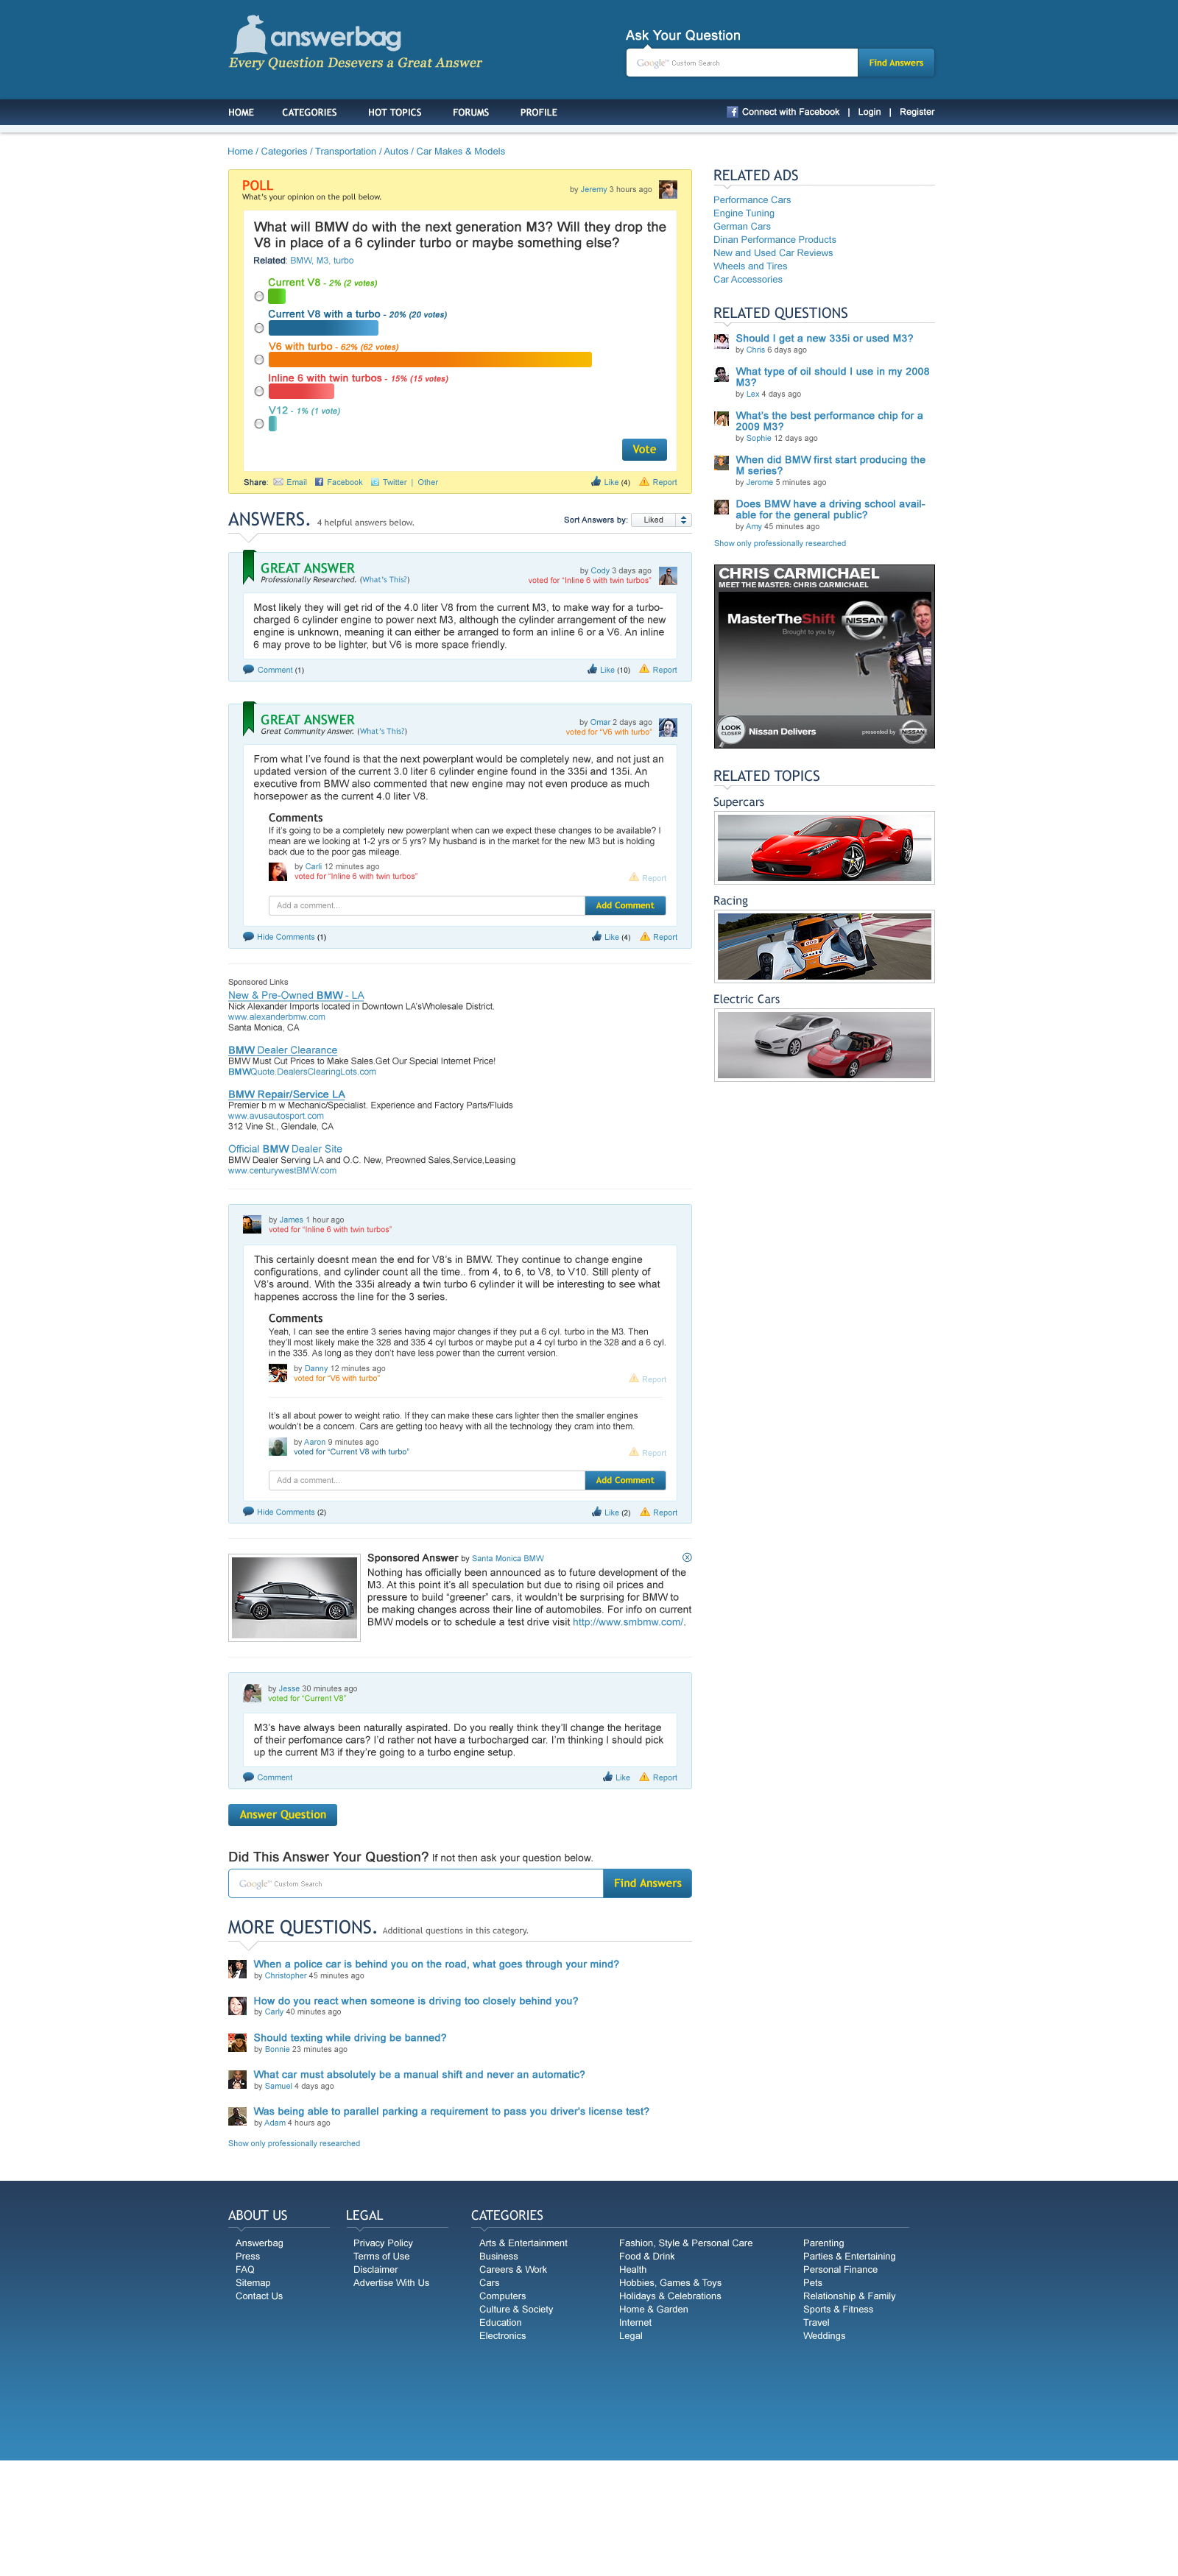 answerbag
Every Question Desevers a Great Answer
Ask Your Question
Google™ Custom Search
Find Answers
HOME CATEGORIES HOT TOPICS FORUMS PROFILE
Connect with Facebook | Login | Register
Home / Categories / Transportation / Autos / Car Makes & Models
POLL
What's your opinion on the poll below.
by Jeremy 3 hours ago
What will BMW do with the next generation M3? Will they drop the
V8 in place of a 6 cylinder turbo or maybe something else?
Related: BMW, M3, turbo
Current V8 - 2% (2 votes)
Current V8 with a turbo - 20% (20 votes)
V6 with turbo - 62% (62 votes)
Inline 6 with twin turbos - 15% (15 votes)
V12 - 1% (1 vote)
Vote
Share: Email Facebook Twitter | Other
Like (4) Report
ANSWERS. 4 helpful answers below.
Sort Answers by: Liked
GREAT ANSWER
Professionally Researched. (What's This?)
by Cody 3 days ago
voted for “Inline 6 with twin turbos”
Most likely they will get rid of the 4.0 liter V8 from the current M3, to make way for a turbo-
charged 6 cylinder engine to power next M3, although the cylinder arrangement of the new
engine is unknown, meaning it can either be arranged to form an inline 6 or a V6. An inline
6 may prove to be lighter, but V6 is more space friendly.
Comment (1)
Like (10) Report
GREAT ANSWER
Great Community Answer. (What's This?)
by Omar 2 days ago
voted for “V6 with turbo”
From what I've found is that the next powerplant would be completely new, and not just an
updated version of the current 3.0 liter 6 cylinder engine found in the 335i and 135i. An
executive from BMW also commented that new engine may not even produce as much
horsepower as the current 4.0 liter V8.
Comments
If it's going to be a completely new powerplant when can we expect these changes to be available? I
mean are we looking at 1-2 yrs or 5 yrs? My husband is in the market for the new M3 but is holding
back due to the poor gas mileage.
by Carli 12 minutes ago
voted for “Inline 6 with twin turbos”
Report
Add a comment...
Add Comment
Hide Comments (1)
Like (4) Report
Sponsored Links
New & Pre-Owned BMW - LA
Nick Alexander Imports located in Downtown LA'sWholesale District.
www.alexanderbmw.com
Santa Monica, CA
BMW Dealer Clearance
BMW Must Cut Prices to Make Sales.Get Our Special Internet Price!
BMWQuote.DealersClearingLots.com
BMW Repair/Service LA
Premier b m w Mechanic/Specialist. Experience and Factory Parts/Fluids
www.avusautosport.com
312 Vine St., Glendale, CA
Official BMW Dealer Site
BMW Dealer Serving LA and O.C. New, Preowned Sales,Service,Leasing
www.centurywestBMW.com
by James 1 hour ago
voted for “Inline 6 with twin turbos”
This certainly doesnt mean the end for V8's in BMW. They continue to change engine
configurations, and cylinder count all the time.. from 4, to 6, to V8, to V10. Still plenty of
V8's around. With the 335i already a twin turbo 6 cylinder it will be interesting to see what
happenes accross the line for the 3 series.
Comments
Yeah, I can see the entire 3 series having major changes if they put a 6 cyl. turbo in the M3. Then
they'll most likely make the 328 and 335 4 cyl turbos or maybe put a 4 cyl turbo in the 328 and a 6 cyl.
in the 335. As long as they don't have less power than the current version.
by Danny 12 minutes ago
voted for “V6 with turbo”
Report
It's all about power to weight ratio. If they can make these cars lighter then the smaller engines
wouldn't be a concern. Cars are getting too heavy with all the technology they cram into them.
by Aaron 9 minutes ago
voted for “Current V8 with turbo”
Report
Add a comment...
Add Comment
Hide Comments (2)
Like (2) Report
Sponsored Answer by Santa Monica BMW
Nothing has officially been announced as to future development of the
M3. At this point it's all speculation but due to rising oil prices and
pressure to build “greener” cars, it wouldn't be surprising for BMW to
be making changes across their line of automobiles. For info on current
BMW models or to schedule a test drive visit http://www.smbmw.com/.
by Jesse 30 minutes ago
voted for “Current V8”
M3's have always been naturally aspirated. Do you really think they'll change the heritage
of their perfomance cars? I'd rather not have a turbocharged car. I'm thinking I should pick
up the current M3 if they're going to a turbo engine setup.
Comment
Like Report
Answer Question
Did This Answer Your Question? If not then ask your question below.
Google™ Custom Search
Find Answers
MORE QUESTIONS. Additional questions in this category.
When a police car is behind you on the road, what goes through your mind?
by Christopher 45 minutes ago
How do you react when someone is driving too closely behind you?
by Carly 40 minutes ago
Should texting while driving be banned?
by Bonnie 23 minutes ago
What car must absolutely be a manual shift and never an automatic?
by Samuel 4 days ago
Was being able to parallel parking a requirement to pass you driver's license test?
by Adam 4 hours ago
Show only professionally researched
RELATED ADS
Performance Cars
Engine Tuning
German Cars
Dinan Performance Products
New and Used Car Reviews
Wheels and Tires
Car Accessories
RELATED QUESTIONS
Should I get a new 335i or used M3?
by Chris 6 days ago
What type of oil should I use in my 2008
M3?
by Lex 4 days ago
What's the best performance chip for a
2009 M3?
by Sophie 12 days ago
When did BMW first start producing the
M series?
by Jerome 5 minutes ago
Does BMW have a driving school avail-
able for the general public?
by Amy 45 minutes ago
Show only professionally researched
CHRIS CARMICHAEL
MEET THE MASTER: CHRIS CARMICHAEL
MasterTheShift
Brought to you by
NISSAN
LOOK
CLOSER
Nissan Delivers
presented by
NISSAN
RELATED TOPICS
Supercars
Racing
Electric Cars
ABOUT US
Answerbag
Press
FAQ
Sitemap
Contact Us
LEGAL
Privacy Policy
Terms of Use
Disclaimer
Advertise With Us
CATEGORIES
Arts & Entertainment
Business
Careers & Work
Cars
Computers
Culture & Society
Education
Electronics
Fashion, Style & Personal Care
Food & Drink
Health
Hobbies, Games & Toys
Holidays & Celebrations
Home & Garden
Internet
Legal
Parenting
Parties & Entertaining
Personal Finance
Pets
Relationship & Family
Sports & Fitness
Travel
Weddings